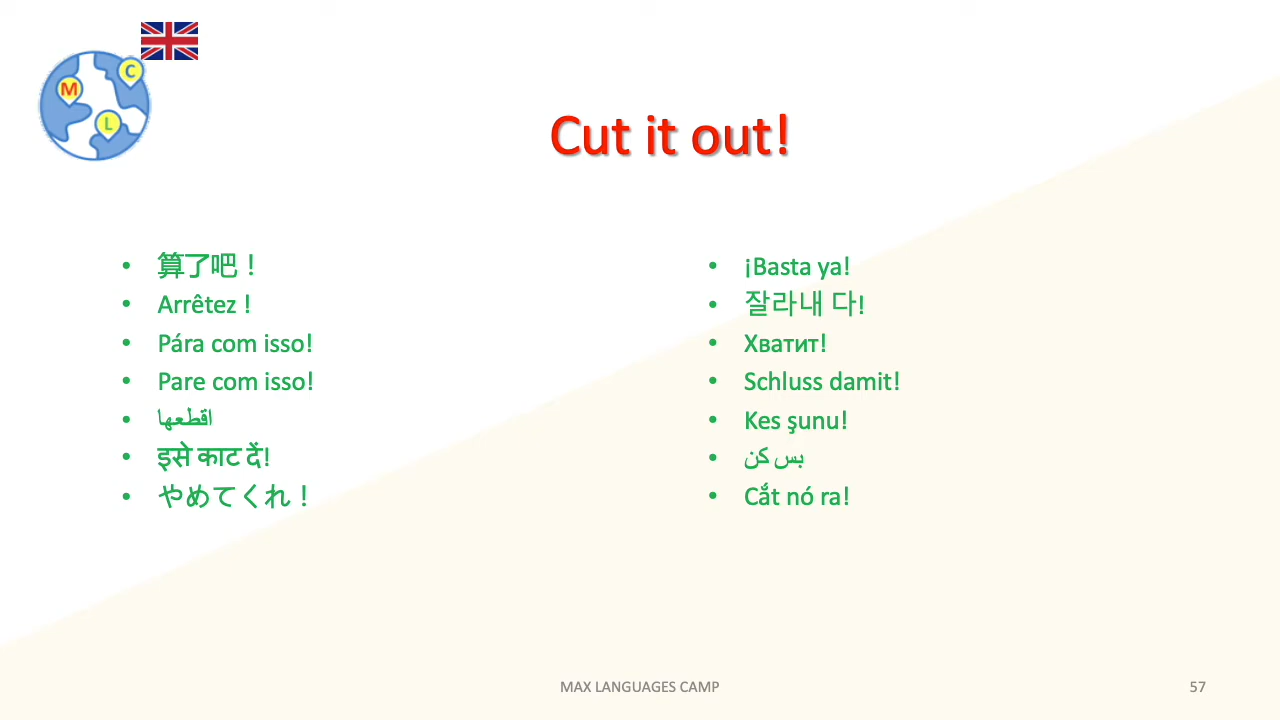 M
C
L
Cut it out!
• 算了吧！
• Arrêtez !
• Pára com isso!
• Pare com isso!
• اقطعها
• इसे काट दें!
• やめてくれ！
• ¡Basta ya!
• 잘라내 다!
• Хватит!
• Schluss damit!
• Kes şunu!
• بس کن
• Cắt nó ra!
MAX LANGUAGES CAMP
57